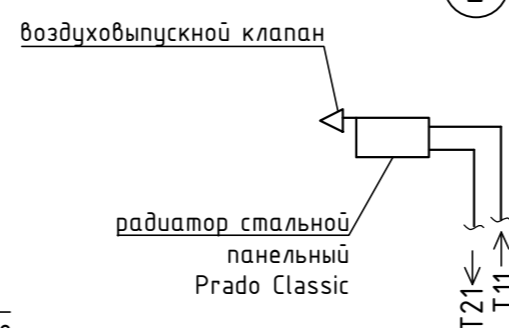 воздуховыпускной клапан
радиатор стальной
панельный
Prado Classic
T21
T11